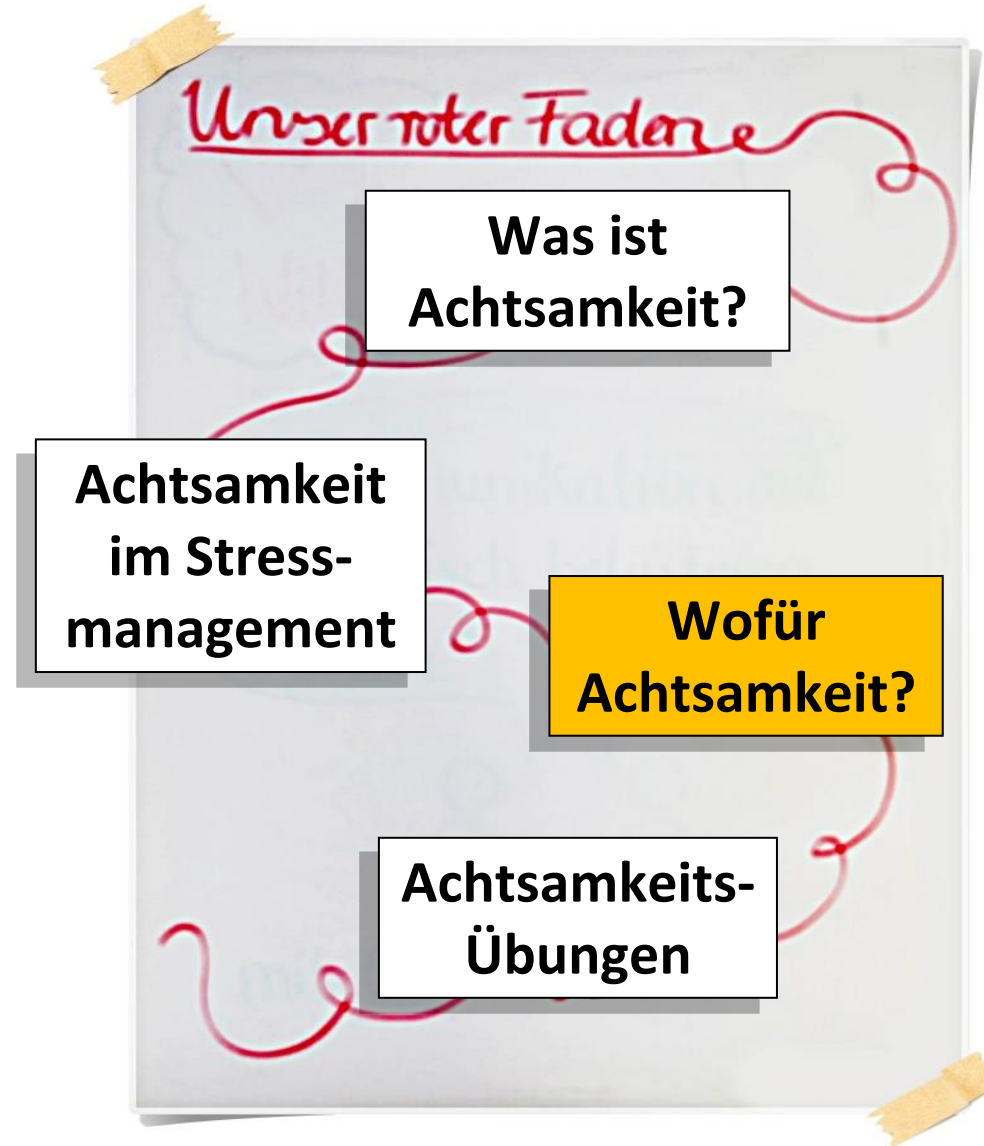 Unser roter Faden
Was ist
Achtsamkeit?
Achtsamkeit
im Stress-
management
Wofür
Achtsamkeit?
Achtsamkeits-
Übungen